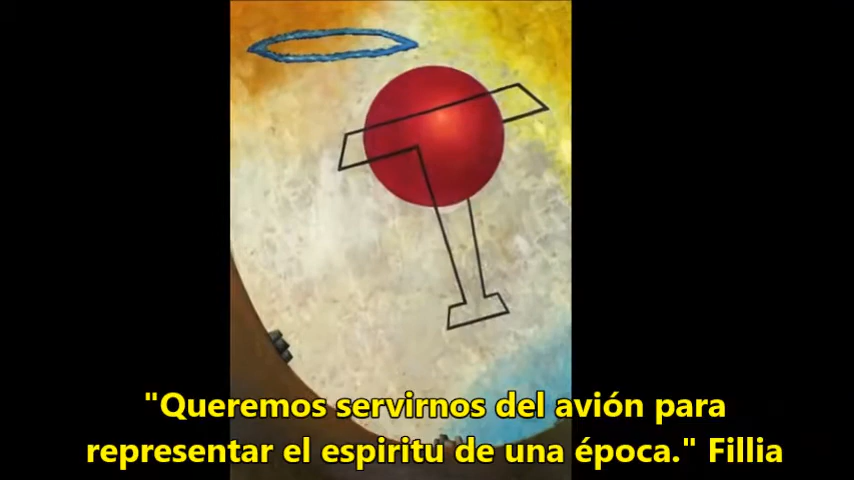 "Queremos servirnos del avión para
representar el espiritu de una época." Fillia